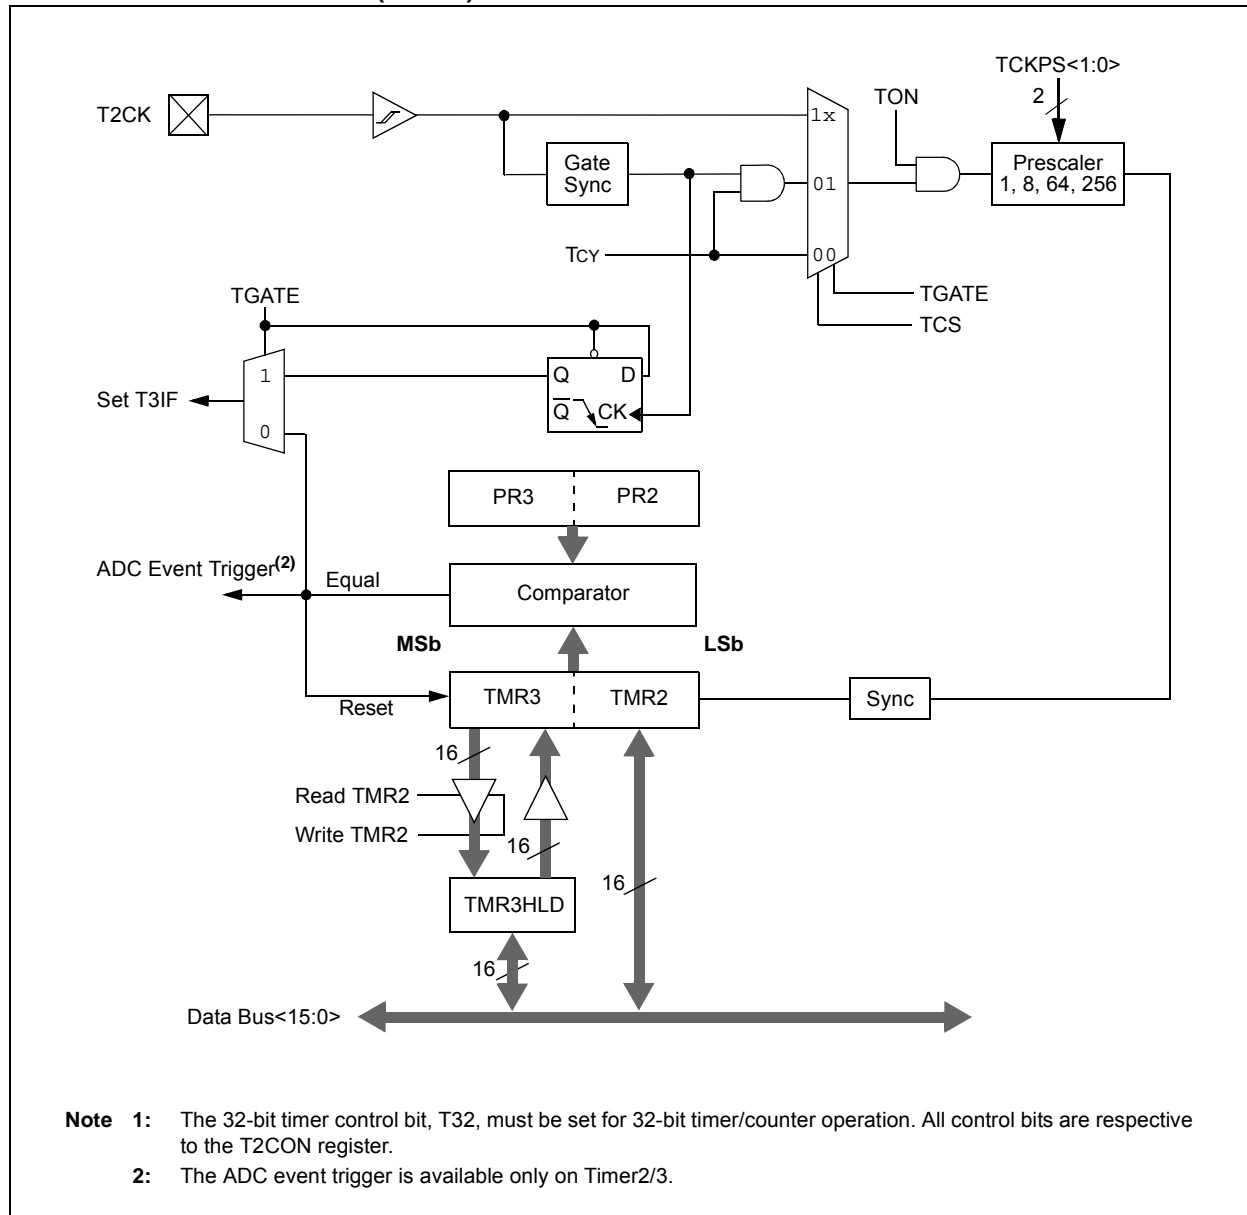 TCKPS<1:0>
2
TON
T2CK
1x
Gate
Sync
Prescaler
1, 8, 64, 256
01
TCY
00
TGATE
TCS
TGATE
1
Q D
Set T3IF
Q CK
0
PR3 PR2
ADC Event Trigger(2)
Equal
Comparator
MSb LSb
TMR3 TMR2
Sync
Reset
16
Read TMR2
Write TMR2
16
16
TMR3HLD
16
Data Bus<15:0>
Note 1: The 32-bit timer control bit, T32, must be set for 32-bit timer/counter operation. All control bits are respective
to the T2CON register.
2: The ADC event trigger is available only on Timer2/3.